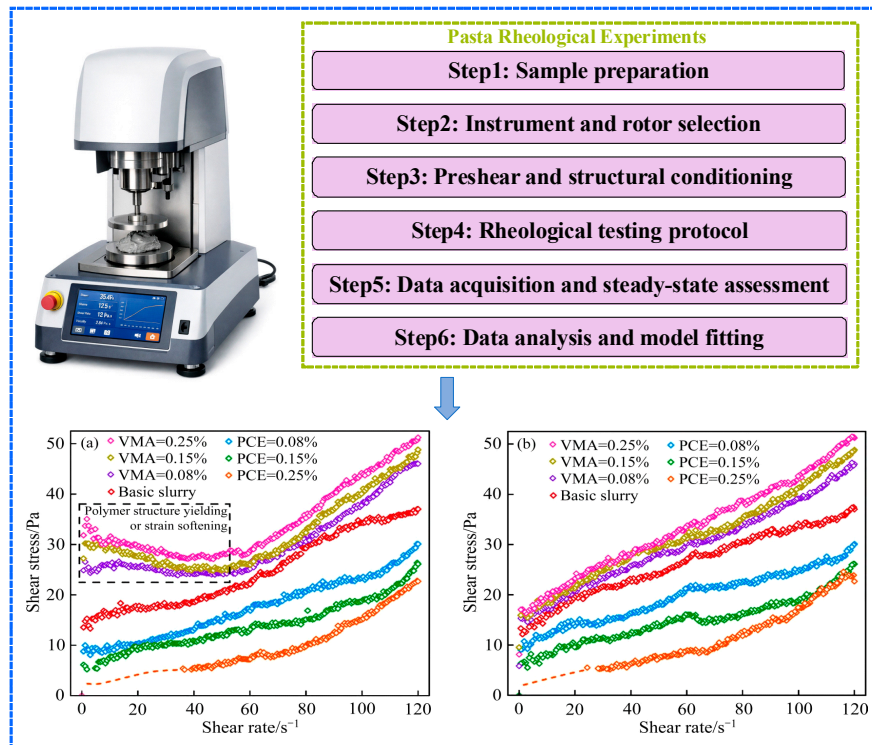 Pasta Rheological Experiments
Step1: Sample preparation
Step2: Instrument and rotor selection
Step3: Preshear and structural conditioning
Step4: Rheological testing protocol
Step5: Data acquisition and steady-state assessment
Step6: Data analysis and model fitting
35.4
12.5
12 Pa
(a)
VMA=0.25% PCE=0.08%
VMA=0.15% PCE=0.15%
VMA=0.08% PCE=0.25%
Basic slurry
Polymer structure yielding
or strain softening
Shear stress/Pa
50
40
30
20
10
0
0 20 40 60 80 100 120
Shear rate/s⁻¹
(b)
VMA=0.25% PCE=0.08%
VMA=0.15% PCE=0.15%
VMA=0.08% PCE=0.25%
Basic slurry
Shear stress/Pa
50
40
30
20
10
0
0 20 40 60 80 100 120
Shear rate/s⁻¹